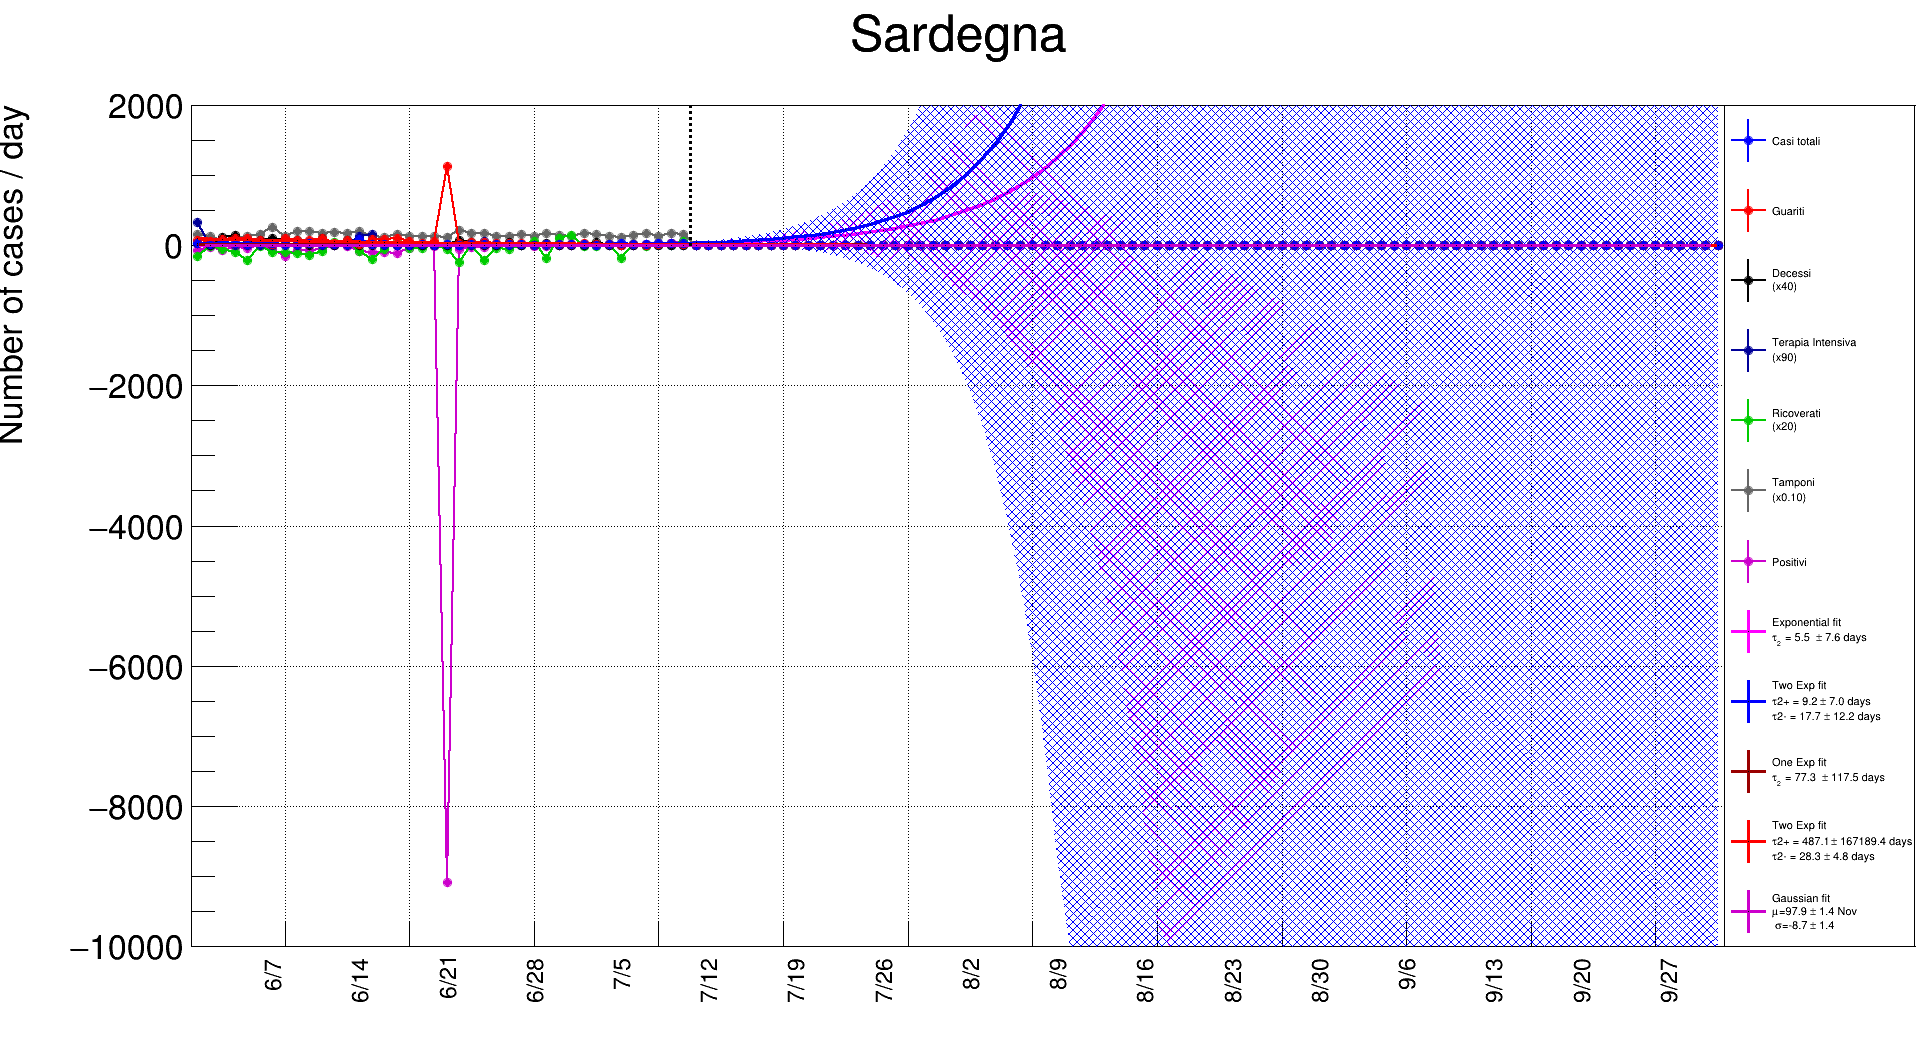 Sardegna
Number of cases / day
2000
0
−2000
−4000
−6000
−8000
−10000
6/7
6/14
6/21
6/28
7/5
7/12
7/19
7/26
8/2
8/9
8/16
8/23
8/30
9/6
9/13
9/20
9/27
Casi totali
Guariti
Decessi
(x40)
Terapia Intensiva
(x90)
Ricoverati
(x20)
Tamponi
(x0.10)
Positivi
Exponential fit
τ2 = 5.5 ± 7.6 days
Two Exp fit
τ2+ = 9.2 ± 7.0 days
τ2- = 17.7 ± 12.2 days
One Exp fit
τ2 = 77.3 ± 117.5 days
Two Exp fit
τ2+ = 487.1 ± 167189.4 days
τ2- = 28.3 ± 4.8 days
Gaussian fit
μ=97.9 ± 1.4 Nov
σ=-8.7 ± 1.4